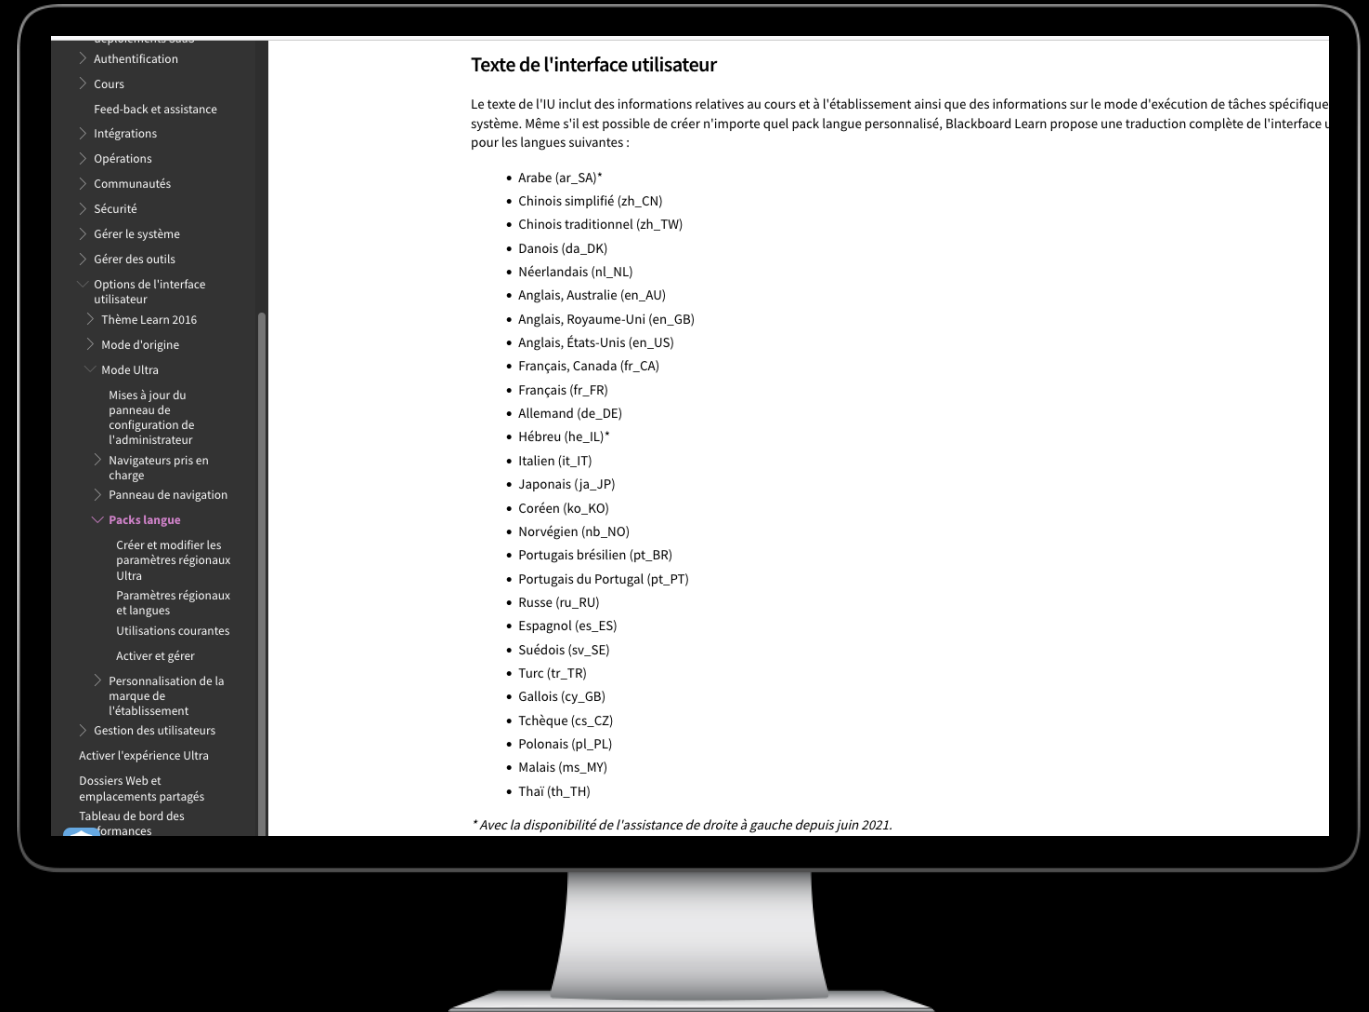 Authentification
Cours
Feed-back et assistance
Intégrations
Opérations
Communautés
Sécurité
Gérer le système
Gérer des outils
Options de l'interface
utilisateur
Thème Learn 2016
Mode d'origine
Mode Ultra
Mises à jour du
panneau de
configuration de
l'administrateur
Navigateurs pris en
charge
Panneau de navigation
Packs langue
Créer et modifier les
paramètres régionaux
Ultra
Paramètres régionaux
et langues
Utilisations courantes
Activer et gérer
Personnalisation de la
marque de
l'établissement
Gestion des utilisateurs
Activer l'expérience Ultra
Dossiers Web et
emplacements partagés
Tableau de bord des
formances
Texte de l'interface utilisateur
Le texte de l'IU inclut des informations relatives au cours et à l'établissement ainsi que des informations sur le mode d'exécution de tâches spécifique
système. Même s'il est possible de créer n'importe quel pack langue personnalisé, Blackboard Learn propose une traduction complète de l'interface
pour les langues suivantes :
• Arabe (ar_SA)*
• Chinois simplifié (zh_CN)
• Chinois traditionnel (zh_TW)
• Danois (da_DK)
• Néerlandais (nl_NL)
• Anglais, Australie (en_AU)
• Anglais, Royaume-Uni (en_GB)
• Anglais, États-Unis (en_US)
• Français, Canada (fr_CA)
• Français (fr_FR)
• Allemand (de_DE)
• Hébreu (he_IL)*
• Italien (it_IT)
• Japonais (ja_JP)
• Coréen (ko_KO)
• Norvégien (nb_NO)
• Portugais brésilien (pt_BR)
• Portugais du Portugal (pt_PT)
• Russe (ru_RU)
• Espagnol (es_ES)
• Suédois (sv_SE)
• Turc (tr_TR)
• Gallois (cy_GB)
• Tchèque (cs_CZ)
• Polonais (pl_PL)
• Malais (ms_MY)
• Thaï (th_TH)
* Avec la disponibilité de l'assistance de droite à gauche depuis juin 2021.